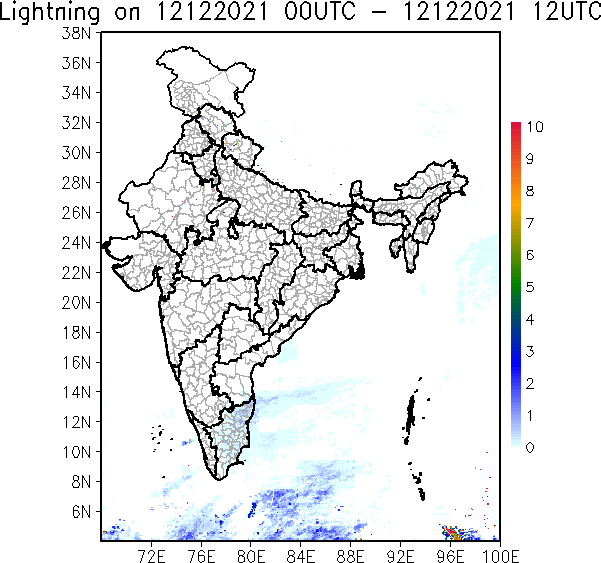 Lightning on 12122021 00UTC – 12122021 12UTC
38N
36N
34N
32N
30N
28N
26N
24N
22N
20N
18N
16N
14N
12N
10N
8N
6N
72E 76E 80E 84E 88E 92E 96E 100E
10
9
8
7
6
5
4
3
2
1
0